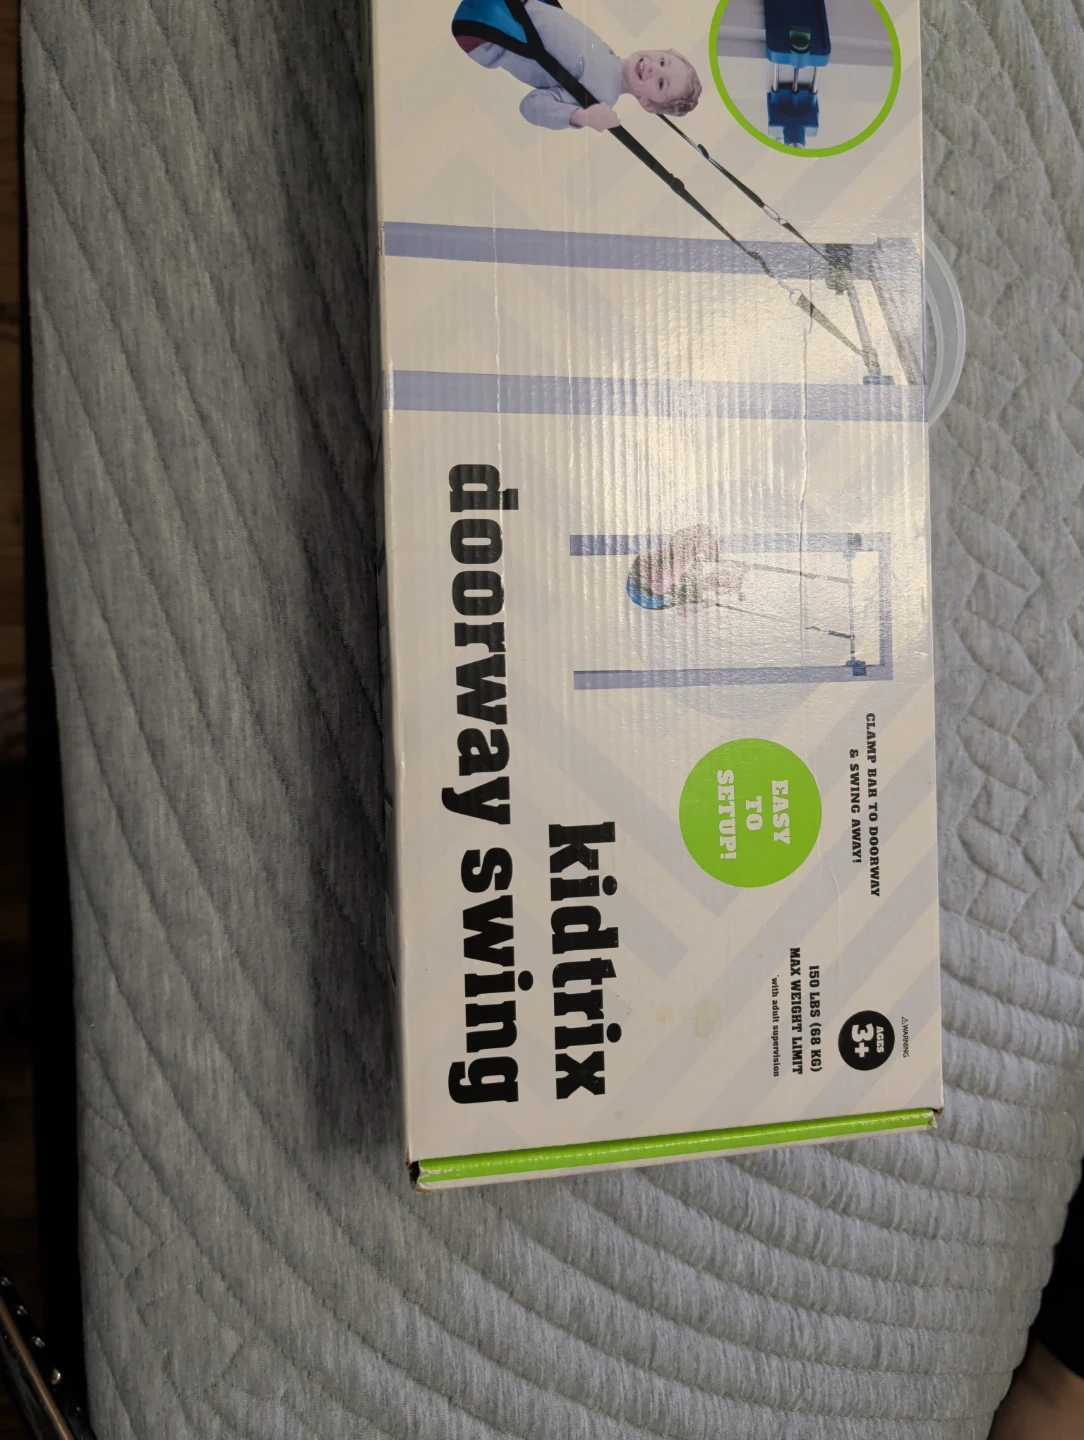 CLAMP BAR TO DOORWAY
& SWING AWAY!
⚠WARNING
AGES
3+
EASY
TO
SETUP!
150 LBS (68 KG)
MAX WEIGHT LIMIT
*with adult supervision
kidtrix
doorway swing